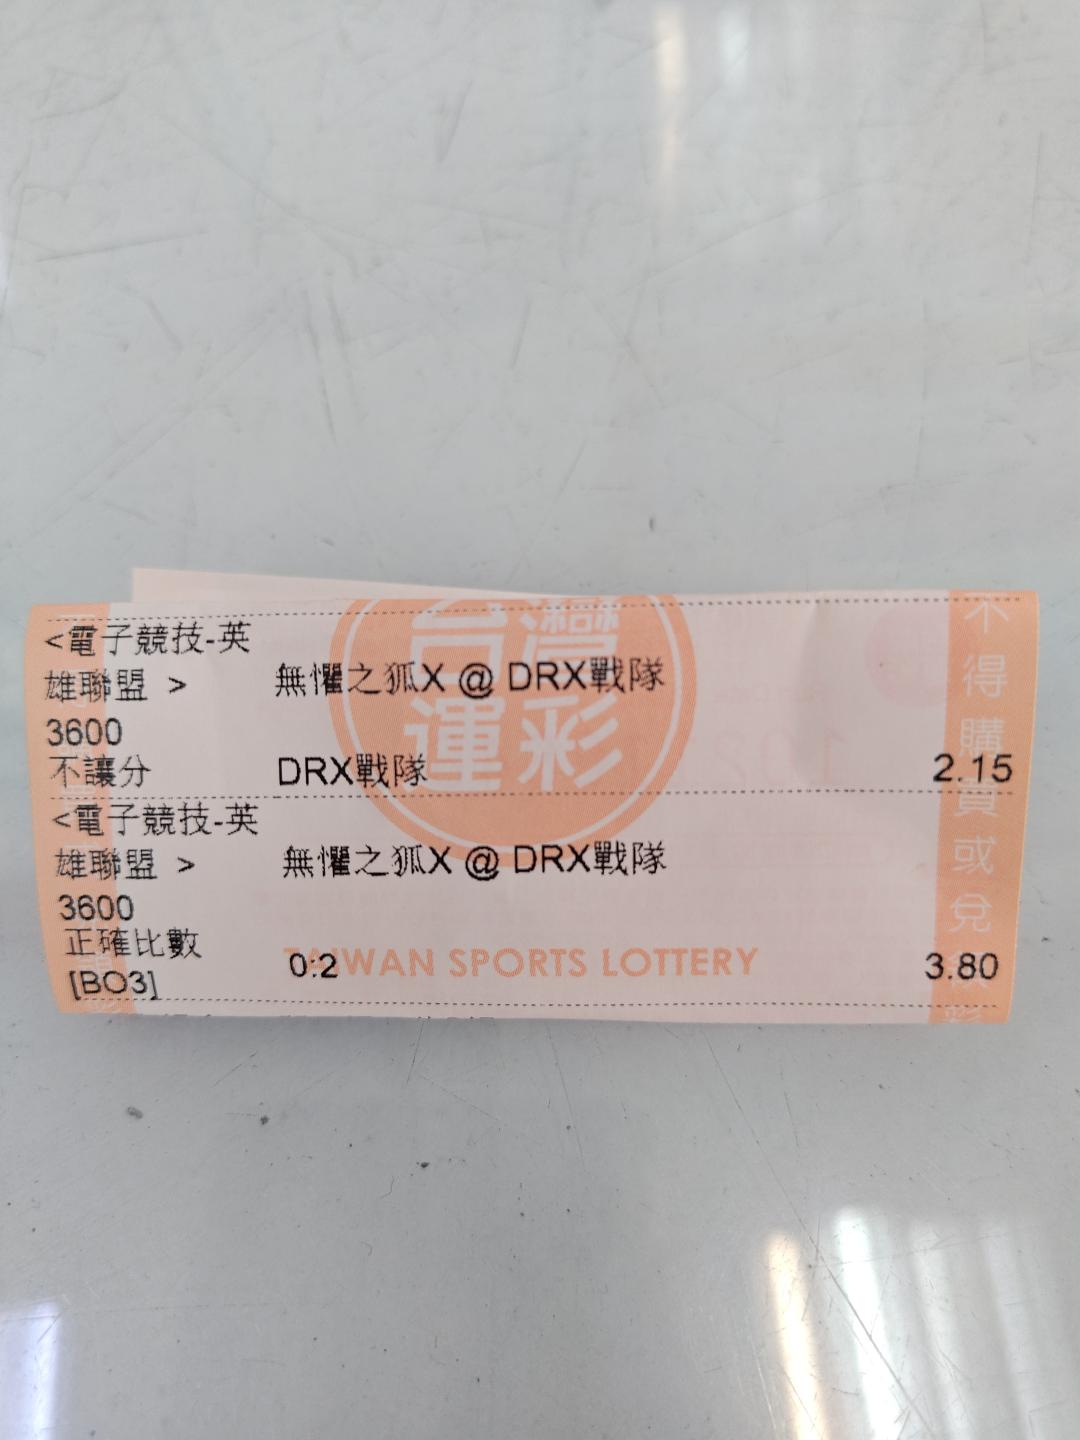 台灣
運彩
<電子競技-英
雄聯盟 > 無懼之狐X @ DRX戰隊
3600
不讓分 DRX戰隊 2.15
<電子競技-英
雄聯盟 > 無懼之狐X @ DRX戰隊
3600
正確比數
[BO3] 0:2 3.80
TAIWAN SPORTS LOTTERY
不得購買或兌